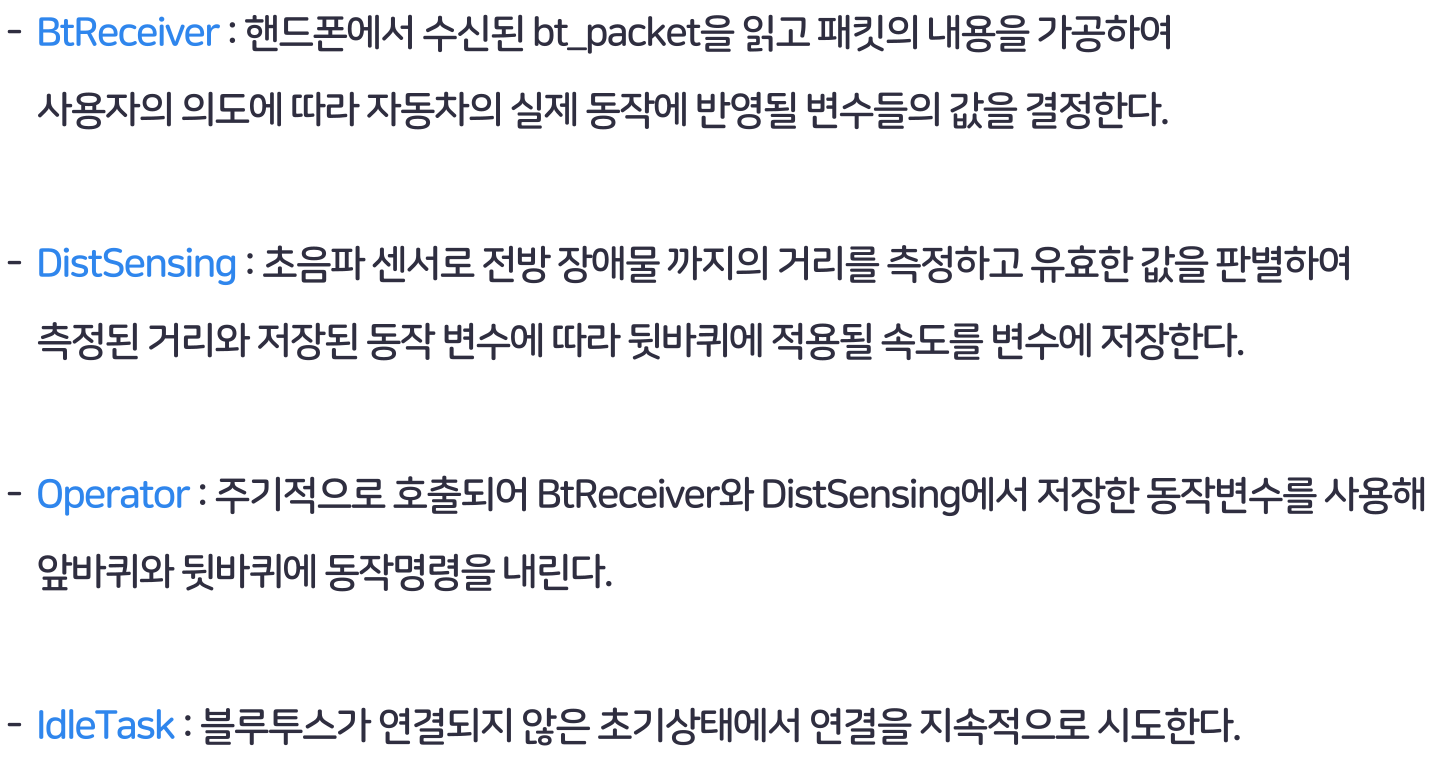 - BtReceiver : 핸드폰에서 수신된 bt_packet을 읽고 패킷의 내용을 가공하여
사용자의 의도에 따라 자동차의 실제 동작에 반영될 변수들의 값을 결정한다.
- DistSensing : 초음파 센서로 전방 장애물 까지의 거리를 측정하고 유효한 값을 판별하여
측정된 거리와 저장된 동작 변수에 따라 뒷바퀴에 적용될 속도를 변수에 저장한다.
- Operator : 주기적으로 호출되어 BtReceiver와 DistSensing에서 저장한 동작변수를 사용해
앞바퀴와 뒷바퀴에 동작명령을 내린다.
- IdleTask : 블루투스가 연결되지 않은 초기상태에서 연결을 지속적으로 시도한다.